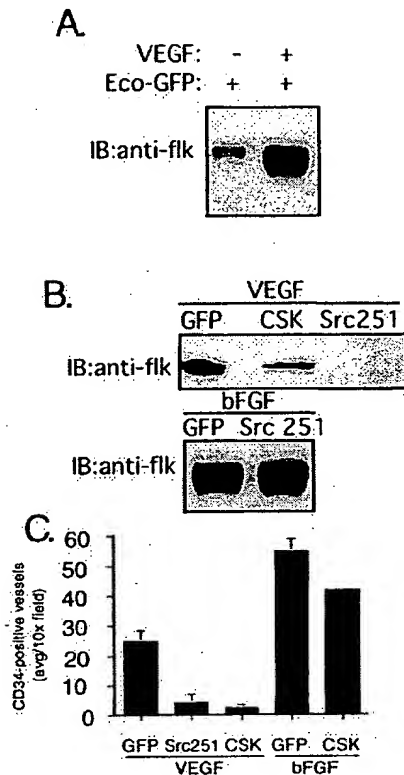 A.
VEGF: - +
Eco-GFP: + +
IB:anti-flk
B.
VEGF
GFP CSK Src251
IB:anti-flk
bFGF
GFP Src 251
IB:anti-flk
C.
CD34-positive vessels
(avg/10x field)
60
50
40
30
20
10
0
GFP Src251 CSK GFP CSK
VEGF bFGF